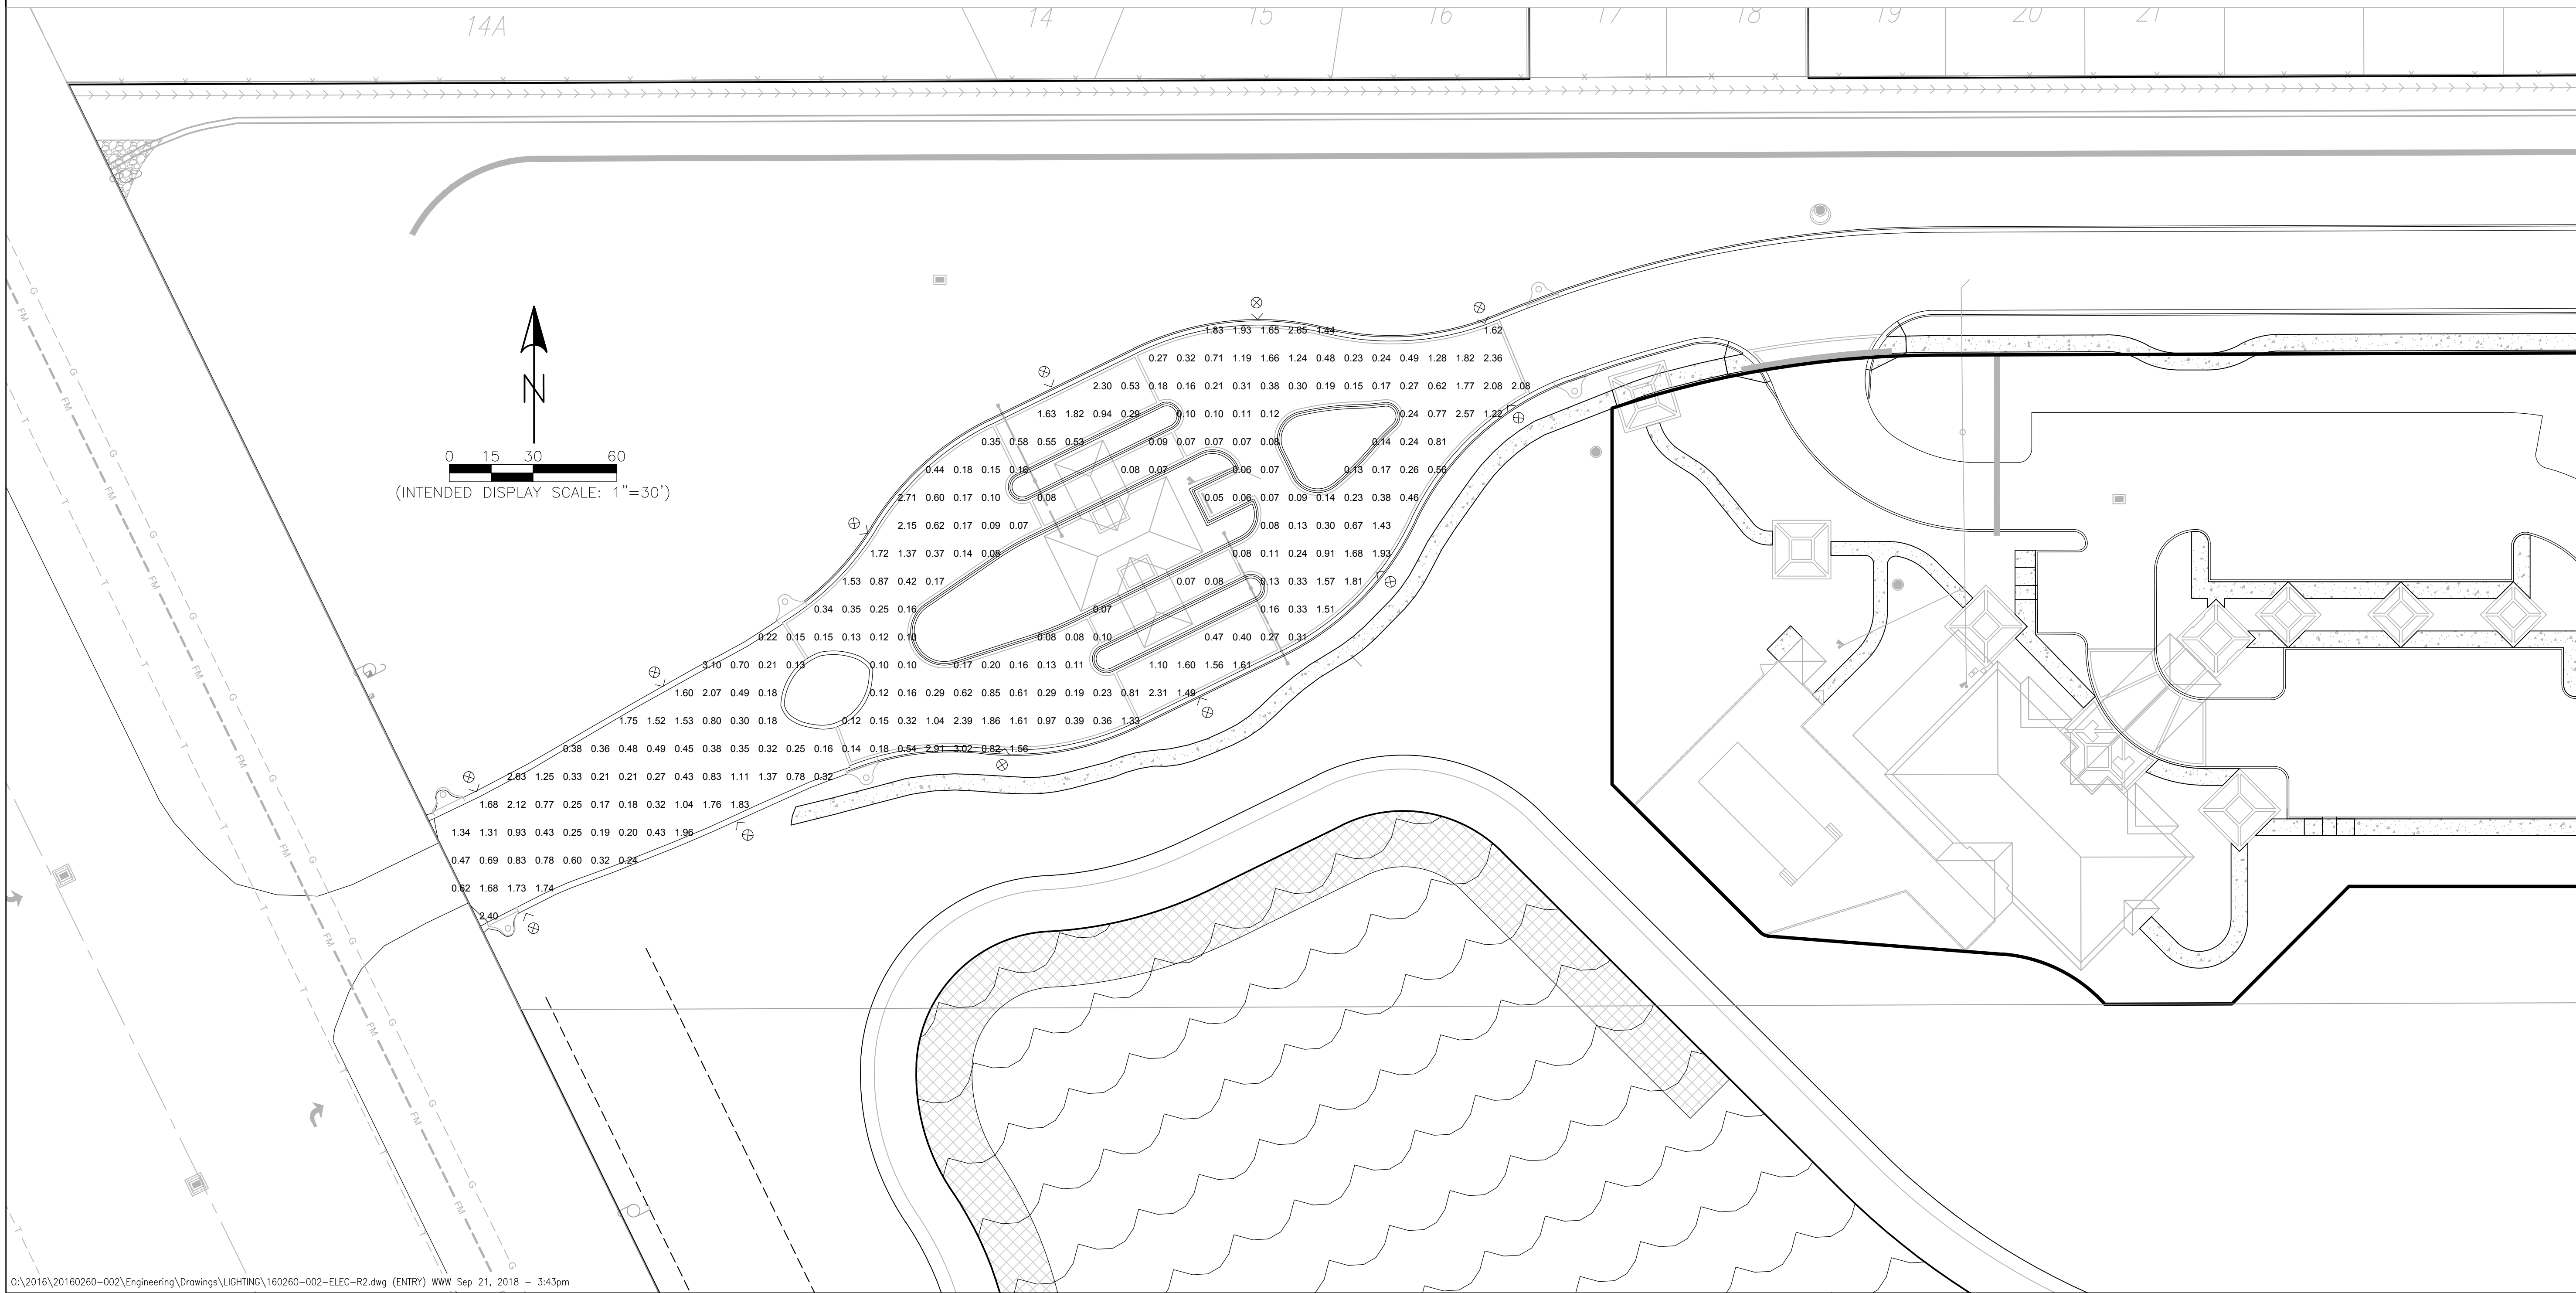 14A 14 15 16 17 18 19 20 21
1.83 1.93 1.65 2.65 1.44 1.62
0.27 0.32 0.71 1.19 1.66 1.24 0.48 0.23 0.24 0.49 1.28 1.82 2.36
2.30 0.53 0.18 0.16 0.21 0.31 0.38 0.30 0.19 0.15 0.17 0.27 0.62 1.77 2.08 2.08
1.63 1.82 0.94 0.29 0.10 0.10 0.11 0.12 0.24 0.77 2.57 1.22
0.35 0.58 0.55 0.53 0.09 0.07 0.07 0.07 0.08 0.14 0.24 0.81
0.44 0.18 0.15 0.16 0.08 0.07 0.06 0.07 0.13 0.17 0.26 0.56
2.71 0.60 0.17 0.10 0.08 0.05 0.06 0.07 0.09 0.14 0.23 0.38 0.46
2.15 0.62 0.17 0.09 0.07 0.08 0.13 0.30 0.67 1.43
1.72 1.37 0.37 0.14 0.08 0.08 0.11 0.24 0.91 1.68 1.93
1.53 0.87 0.42 0.17 0.07 0.08 0.13 0.33 1.57 1.81
0.34 0.35 0.25 0.16 0.07 0.16 0.33 1.51
0.22 0.15 0.15 0.13 0.12 0.10 0.08 0.08 0.10 0.47 0.40 0.27 0.31
3.10 0.70 0.21 0.13 0.10 0.10 0.17 0.20 0.16 0.13 0.11 1.10 1.60 1.56 1.61
1.60 2.07 0.49 0.18 0.12 0.16 0.29 0.62 0.85 0.61 0.29 0.19 0.23 0.81 2.31 1.49
1.75 1.52 1.53 0.80 0.30 0.18 0.12 0.15 0.32 1.04 2.39 1.86 1.61 0.97 0.39 0.36 1.33
0.38 0.36 0.48 0.49 0.45 0.38 0.35 0.32 0.25 0.16 0.14 0.18 0.54 2.91 3.02 0.82 1.56
2.63 1.25 0.33 0.21 0.21 0.27 0.43 0.83 1.11 1.37 0.78 0.32
1.68 2.12 0.77 0.25 0.17 0.18 0.32 1.04 1.76 1.83
1.34 1.31 0.93 0.43 0.25 0.19 0.20 0.43 1.96
0.47 0.69 0.83 0.78 0.60 0.32 0.24
0.62 1.68 1.73 1.74
2.40
N
0 15 30 60
(INTENDED DISPLAY SCALE: 1"=30')
G G G G G G G G G G G G G
FM FM FM FM FM FM FM FM FM FM FM
T T T T T T T T T T
O:\2016\20160260-002\Engineering\Drawings\LIGHTING\160260-002-ELEC-R2.dwg (ENTRY) WWW Sep 21, 2018 - 3:43pm